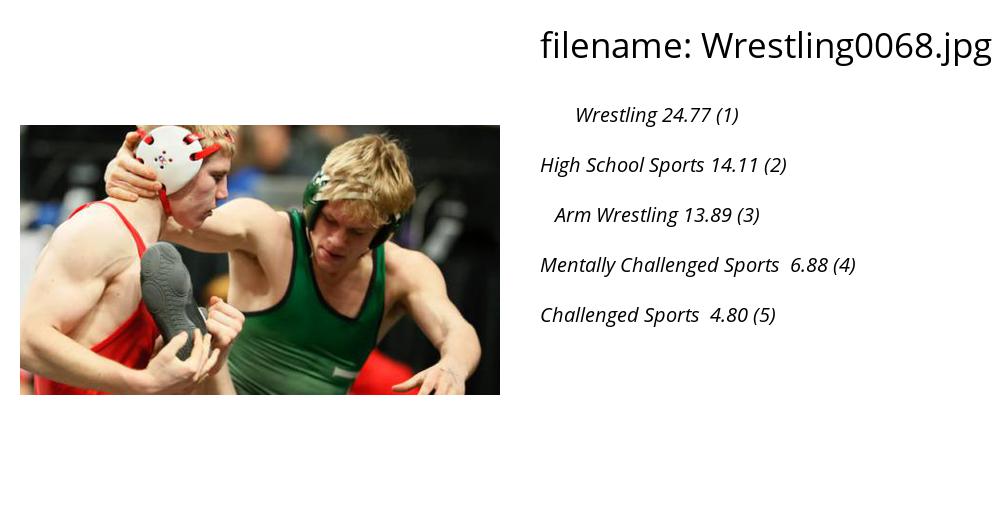 filename: Wrestling0068.jpg
Wrestling 24.77 (1)
High School Sports 14.11 (2)
Arm Wrestling 13.89 (3)
Mentally Challenged Sports 6.88 (4)
Challenged Sports 4.80 (5)